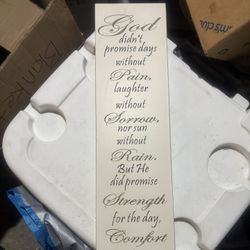 God
didn't
promise days
without
Pain,
laughter
without
Sorrow,
nor sun
without
Rain.
But He
did promise
Strength
for the day,
Comfort